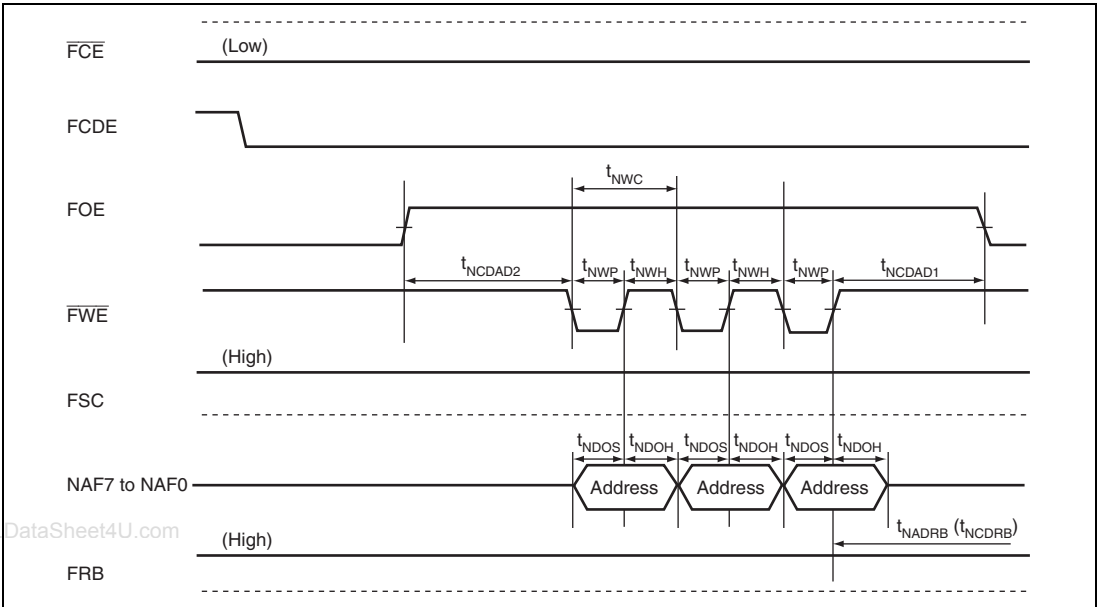 FCE
(Low)
FCDE
tNWC
FOE
tNCDAD2 tNWP tNWH tNWP tNWH tNWP tNCDAD1
FWE
(High)
FSC
tNDOS tNDOH tNDOS tNDOH tNDOS tNDOH
NAF7 to NAF0 Address Address Address
DataSheet4U.com
(High)
tNADRB (tNCDRB)
FRB